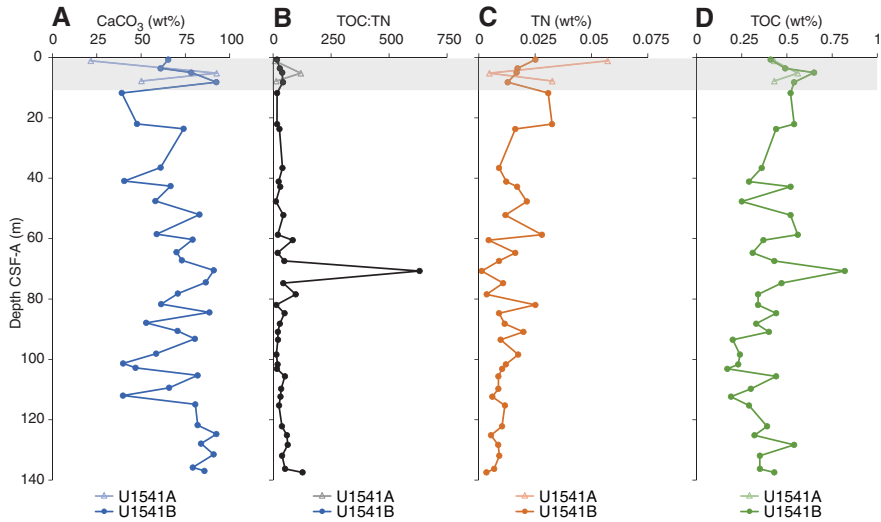 A CaCO3 (wt%) B TOC:TN C TN (wt%) D TOC (wt%)
0 25 50 75 100 0 250 500 750 0 0.025 0.05 0.075 0 0.25 0.5 0.75 1
0
20
40
60
80
100
120
140
Depth CSF-A (m)
U1541A U1541A U1541A U1541A
U1541B U1541B U1541B U1541B